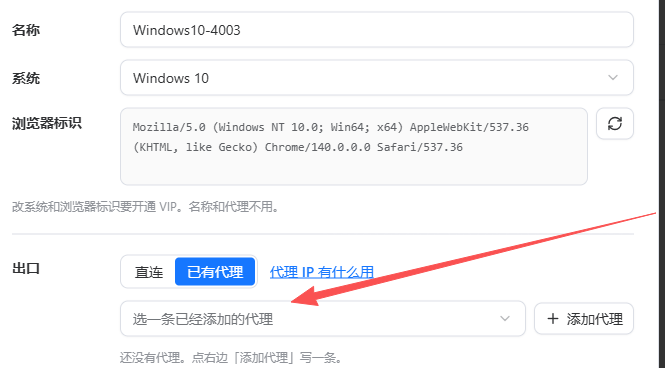 名称
Windows10-4003
系统
Windows 10
浏览器标识
Mozilla/5.0 (Windows NT 10.0; Win64; x64) AppleWebKit/537.36
(KHTML, like Gecko) Chrome/140.0.0.0 Safari/537.36
改系统和浏览器标识要开通 VIP。名称和代理不用。
出口
直连 已有代理 代理 IP 有什么用
选一条已经添加的代理
+ 添加代理
还没有代理。点右边「添加代理」写一条。